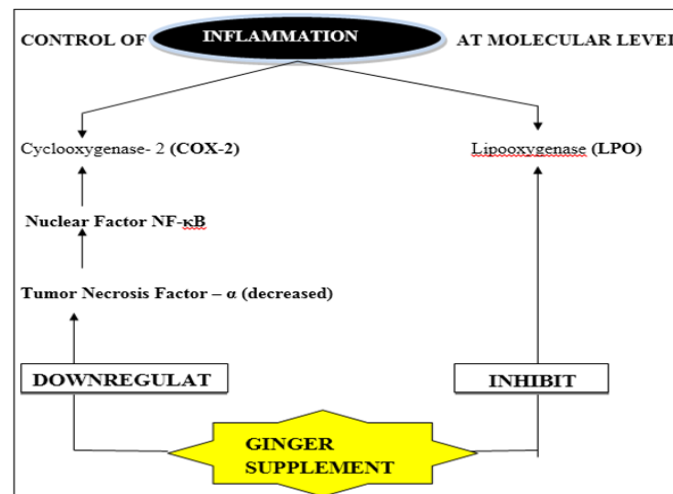 CONTROL OF INFLAMMATION AT MOLECULAR LEVEL
Cyclooxygenase- 2 (COX-2)
Lipooxygenase (LPO)
Nuclear Factor NF-κB
Tumor Necrosis Factor – α (decreased)
DOWNREGULAT
INHIBIT
GINGER
SUPPLEMENT